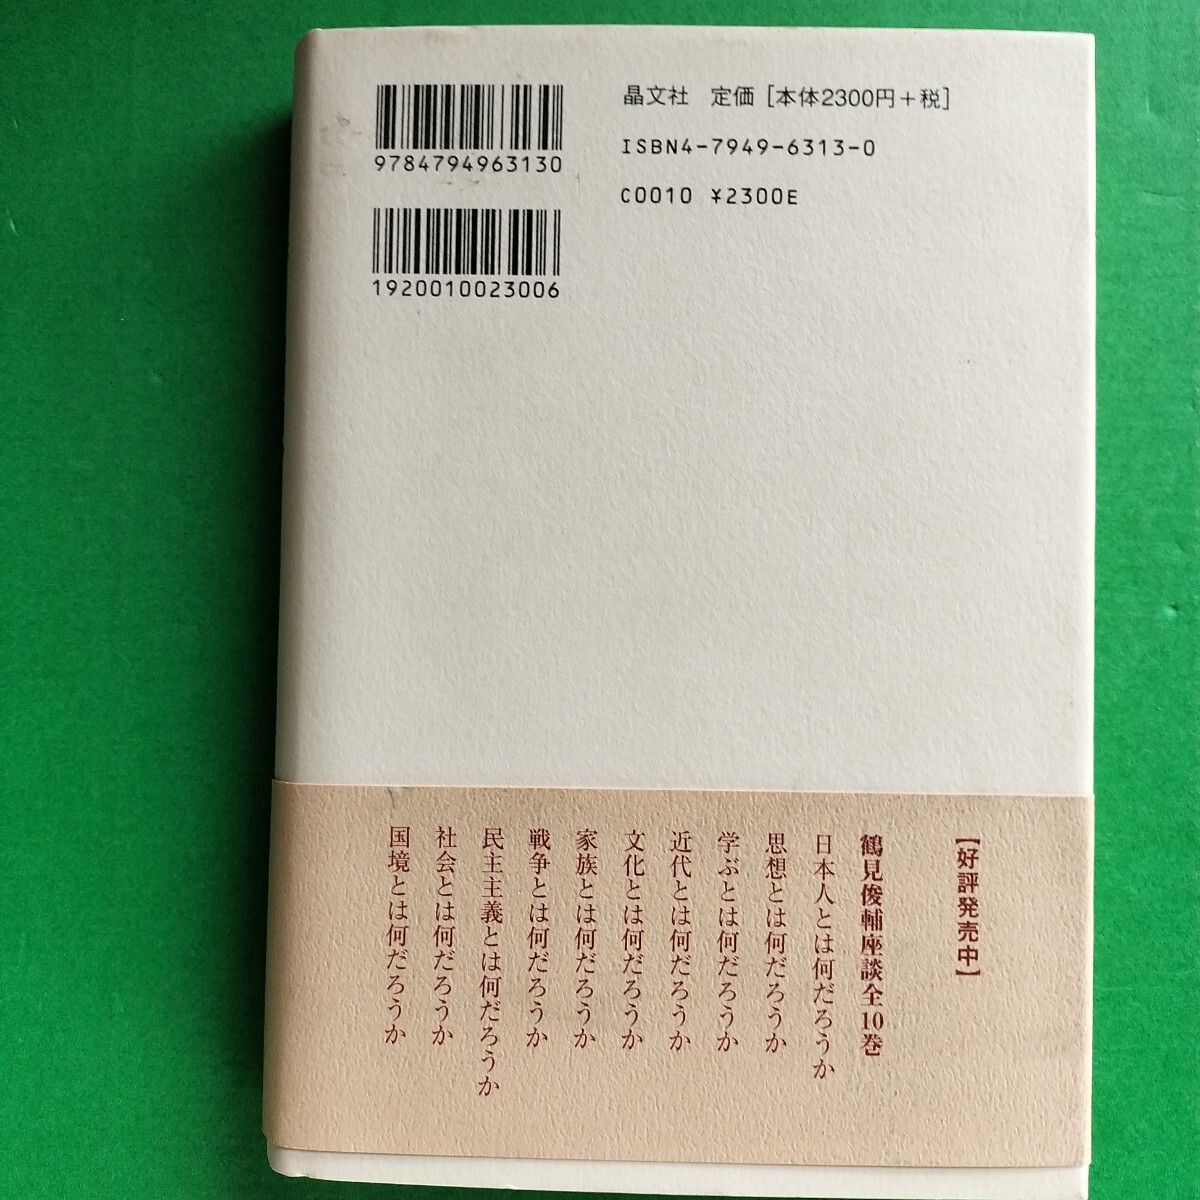 9784794963130
1920010023006
晶文社 定価［本体2300円＋税］
ISBN4-7949-6313-0
C0010 ¥2300E
【好評発売中】
鶴見俊輔座談全10巻
日本人とは何だろうか
思想とは何だろうか
学ぶとは何だろうか
近代とは何だろうか
文化とは何だろうか
家族とは何だろうか
戦争とは何だろうか
民主主義とは何だろうか
社会とは何だろうか
国境とは何だろうか